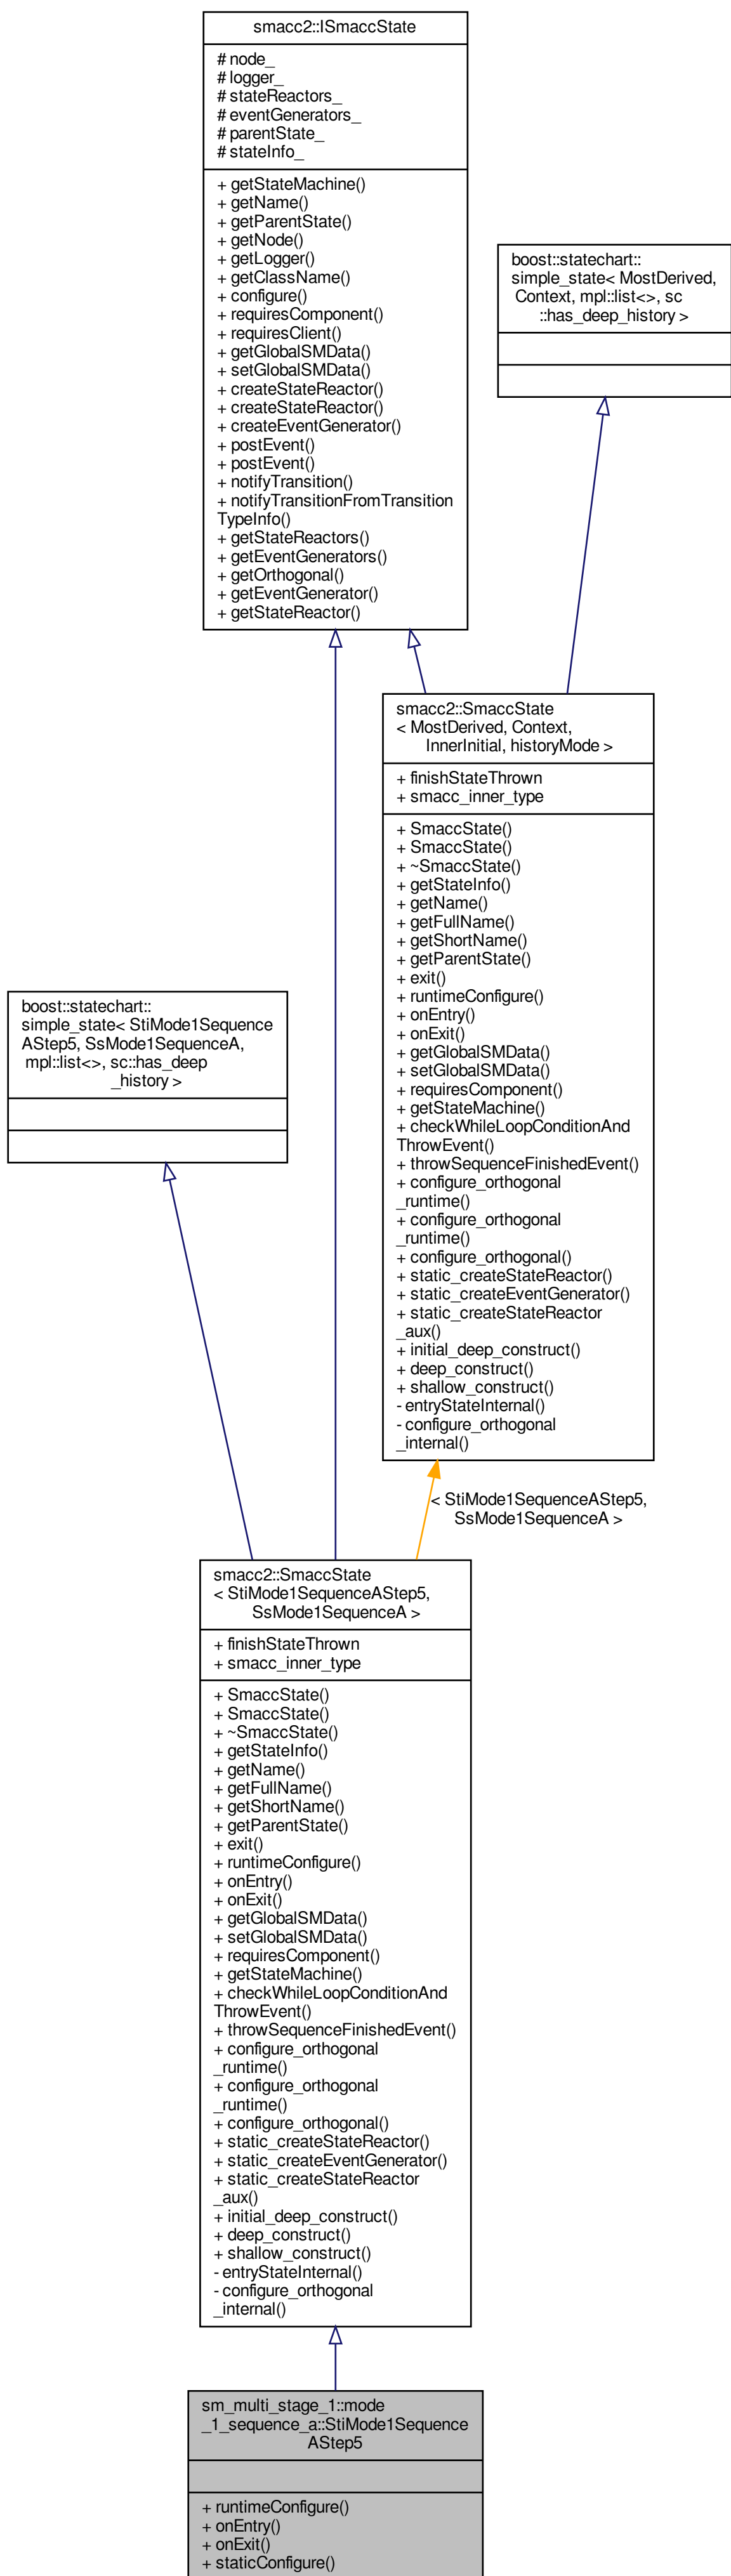 smacc2::ISmaccState
# node_
# logger_
# stateReactors_
# eventGenerators_
# parentState_
# stateInfo_
+ getStateMachine()
+ getName()
+ getParentState()
+ getNode()
+ getLogger()
+ getClassName()
+ configure()
+ requiresComponent()
+ requiresClient()
+ getGlobalSMData()
+ setGlobalSMData()
+ createStateReactor()
+ createStateReactor()
+ createEventGenerator()
+ postEvent()
+ postEvent()
+ notifyTransition()
+ notifyTransitionFromTransition
TypeInfo()
+ getStateReactors()
+ getEventGenerators()
+ getOrthogonal()
+ getEventGenerator()
+ getStateReactor()
boost::statechart::
simple_state< MostDerived,
Context, mpl::list<>, sc
::has_deep_history >
smacc2::SmaccState
< MostDerived, Context,
InnerInitial, historyMode >
+ finishStateThrown
+ smacc_inner_type
+ SmaccState()
+ SmaccState()
+ ~SmaccState()
+ getStateInfo()
+ getName()
+ getFullName()
+ getShortName()
+ getParentState()
+ exit()
+ runtimeConfigure()
+ onEntry()
+ onExit()
+ getGlobalSMData()
+ setGlobalSMData()
+ requiresComponent()
+ getStateMachine()
+ checkWhileLoopConditionAnd
ThrowEvent()
+ throwSequenceFinishedEvent()
+ configure_orthogonal
_runtime()
+ configure_orthogonal
_runtime()
+ configure_orthogonal()
+ static_createStateReactor()
+ static_createEventGenerator()
+ static_createStateReactor
_aux()
+ initial_deep_construct()
+ deep_construct()
+ shallow_construct()
- entryStateInternal()
- configure_orthogonal
_internal()
boost::statechart::
simple_state< StiMode1Sequence
AStep5, SsMode1SequenceA,
mpl::list<>, sc::has_deep
_history >
< StiMode1SequenceAStep5,
SsMode1SequenceA >
smacc2::SmaccState
< StiMode1SequenceAStep5,
SsMode1SequenceA >
+ finishStateThrown
+ smacc_inner_type
+ SmaccState()
+ SmaccState()
+ ~SmaccState()
+ getStateInfo()
+ getName()
+ getFullName()
+ getShortName()
+ getParentState()
+ exit()
+ runtimeConfigure()
+ onEntry()
+ onExit()
+ getGlobalSMData()
+ setGlobalSMData()
+ requiresComponent()
+ getStateMachine()
+ checkWhileLoopConditionAnd
ThrowEvent()
+ throwSequenceFinishedEvent()
+ configure_orthogonal
_runtime()
+ configure_orthogonal
_runtime()
+ configure_orthogonal()
+ static_createStateReactor()
+ static_createEventGenerator()
+ static_createStateReactor
_aux()
+ initial_deep_construct()
+ deep_construct()
+ shallow_construct()
- entryStateInternal()
- configure_orthogonal
_internal()
sm_multi_stage_1::mode
_1_sequence_a::StiMode1Sequence
AStep5
+ runtimeConfigure()
+ onEntry()
+ onExit()
+ staticConfigure()